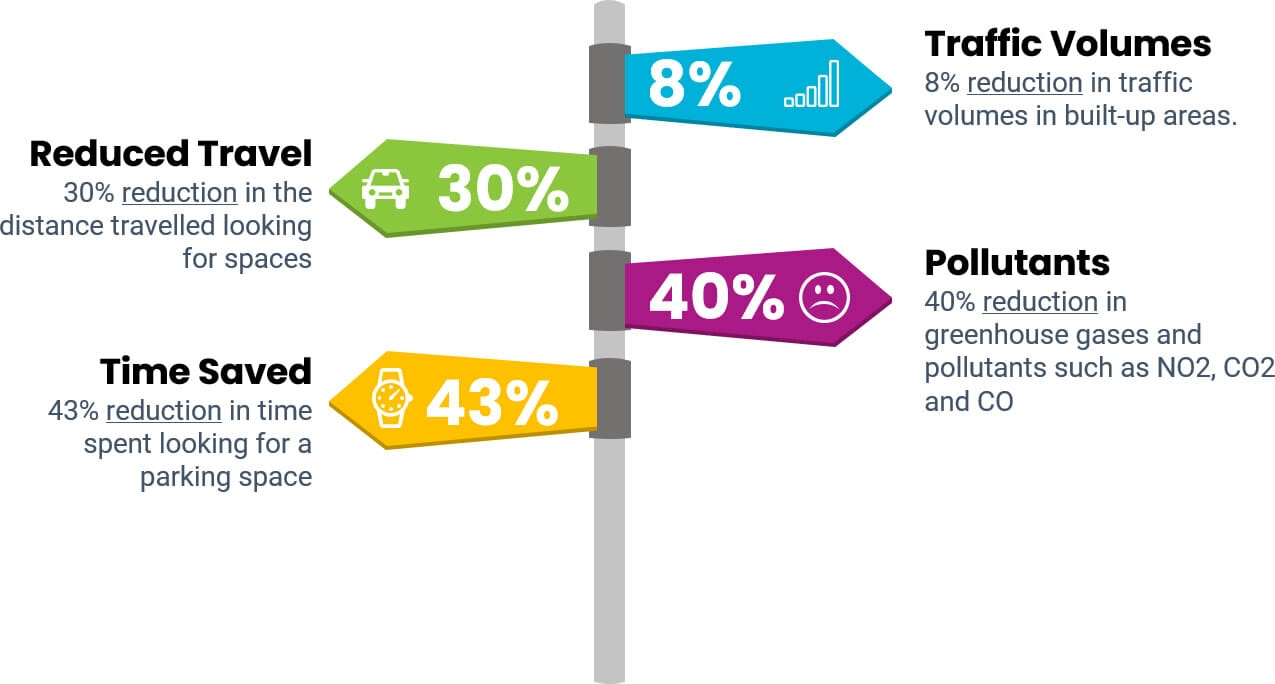 Traffic Volumes
8% reduction in traffic
volumes in built-up areas.
8%
Reduced Travel
30% reduction in the
distance travelled looking
for spaces
30%
40%
Pollutants
40% reduction in
greenhouse gases and
pollutants such as NO2, CO2
and CO
Time Saved
43% reduction in time
spent looking for a
parking space
43%